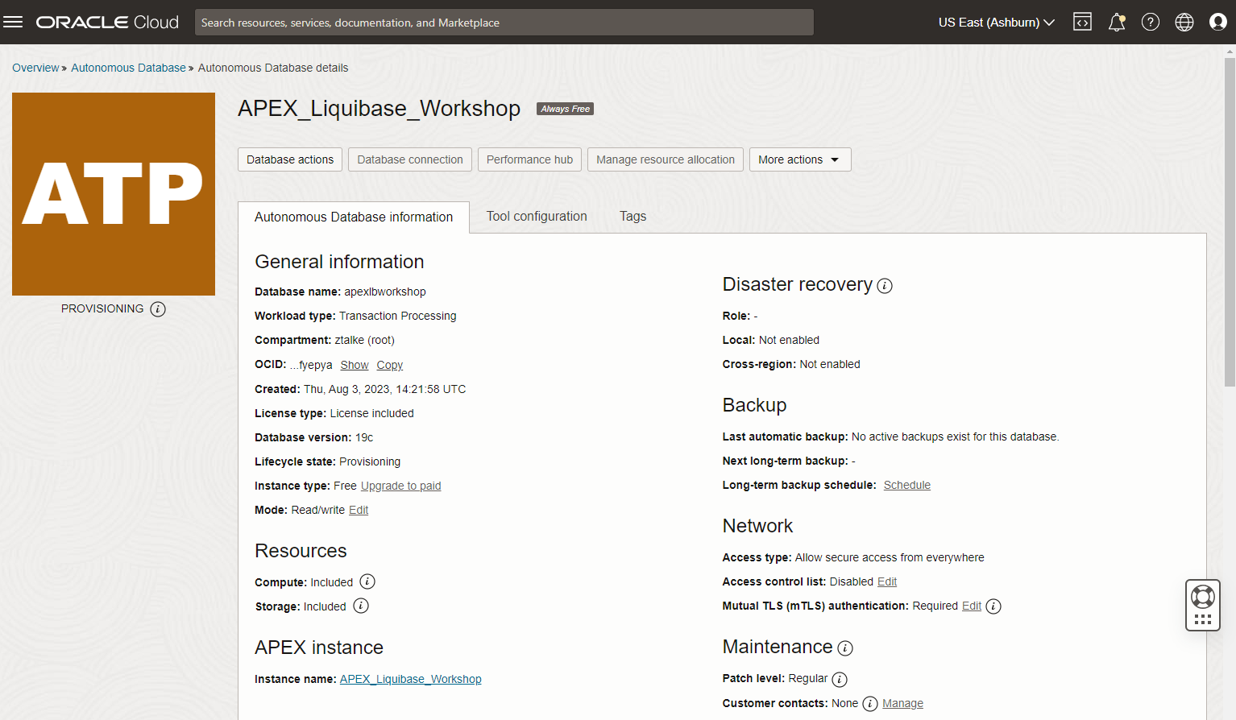 ORACLE Cloud
Search resources, services, documentation, and Marketplace
US East (Ashburn)
Overview » Autonomous Database » Autonomous Database details
ATP
PROVISIONING
APEX_Liquibase_Workshop Always Free
Database actions Database connection Performance hub Manage resource allocation More actions
Autonomous Database information Tool configuration Tags
General information
Database name: apexlbworkshop
Workload type: Transaction Processing
Compartment: ztalke (root)
OCID: ...fyepya Show Copy
Created: Thu, Aug 3, 2023, 14:21:58 UTC
License type: License included
Database version: 19c
Lifecycle state: Provisioning
Instance type: Free Upgrade to paid
Mode: Read/write Edit
Resources
Compute: Included
Storage: Included
APEX instance
Instance name: APEX_Liquibase_Workshop
Disaster recovery
Role: -
Local: Not enabled
Cross-region: Not enabled
Backup
Last automatic backup: No active backups exist for this database.
Next long-term backup: -
Long-term backup schedule: Schedule
Network
Access type: Allow secure access from everywhere
Access control list: Disabled Edit
Mutual TLS (mTLS) authentication: Required Edit
Maintenance
Patch level: Regular
Customer contacts: None Manage